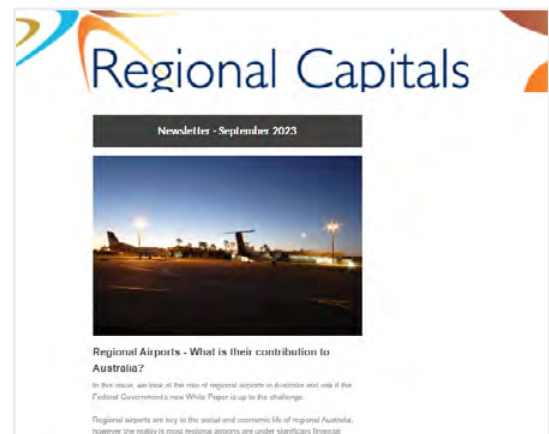 Regional Capitals
Newsletter - September 2023
Regional Airports - What is their contribution to
Australia?
In this issue, we look at the role of regional airports in Australia and ask if the
Federal Government's new White Paper is up to the challenge.
Regional airports are key to the social and economic life of regional Australia,
however the reality is most regional airports are under significant financial